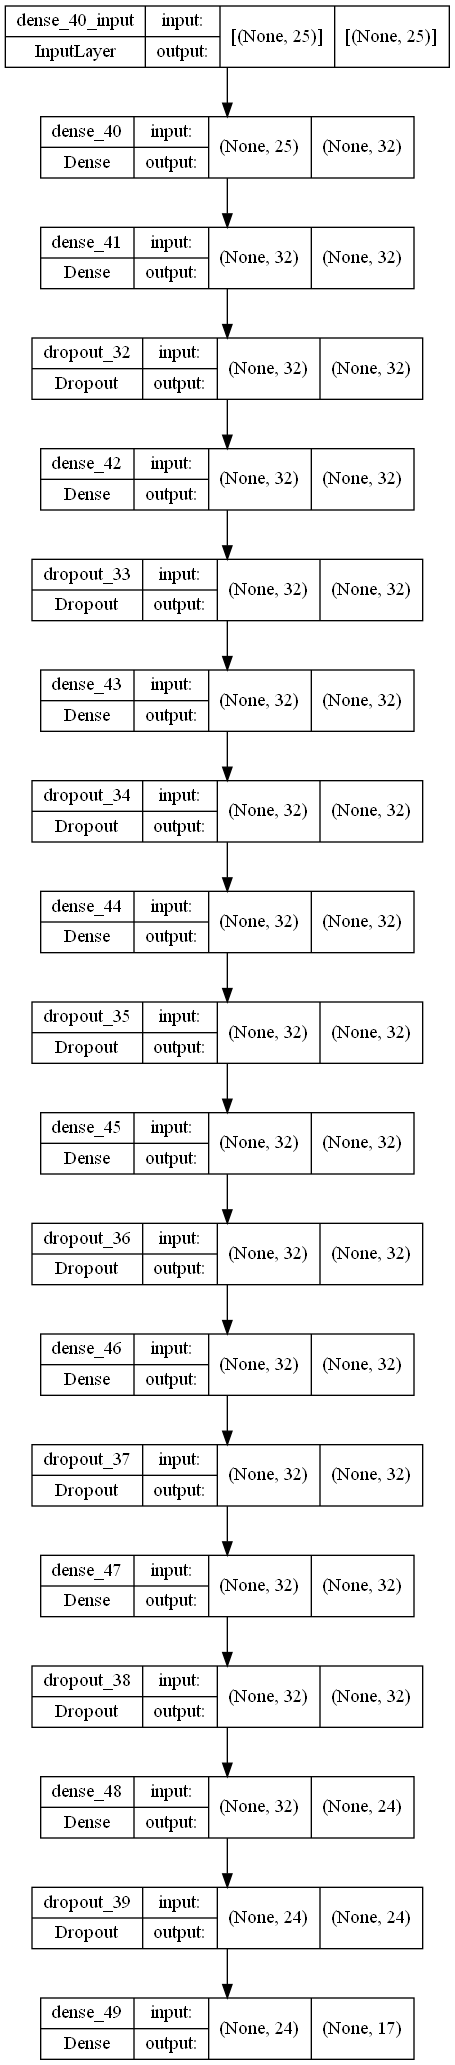 dense_40_input input: [(None, 25)] [(None, 25)]
InputLayer output:
dense_40 input: (None, 25) (None, 32)
Dense output:
dense_41 input: (None, 32) (None, 32)
Dense output:
dropout_32 input: (None, 32) (None, 32)
Dropout output:
dense_42 input: (None, 32) (None, 32)
Dense output:
dropout_33 input: (None, 32) (None, 32)
Dropout output:
dense_43 input: (None, 32) (None, 32)
Dense output:
dropout_34 input: (None, 32) (None, 32)
Dropout output:
dense_44 input: (None, 32) (None, 32)
Dense output:
dropout_35 input: (None, 32) (None, 32)
Dropout output:
dense_45 input: (None, 32) (None, 32)
Dense output:
dropout_36 input: (None, 32) (None, 32)
Dropout output:
dense_46 input: (None, 32) (None, 32)
Dense output:
dropout_37 input: (None, 32) (None, 32)
Dropout output:
dense_47 input: (None, 32) (None, 32)
Dense output:
dropout_38 input: (None, 32) (None, 32)
Dropout output:
dense_48 input: (None, 32) (None, 24)
Dense output:
dropout_39 input: (None, 24) (None, 24)
Dropout output:
dense_49 input: (None, 24) (None, 17)
Dense output: